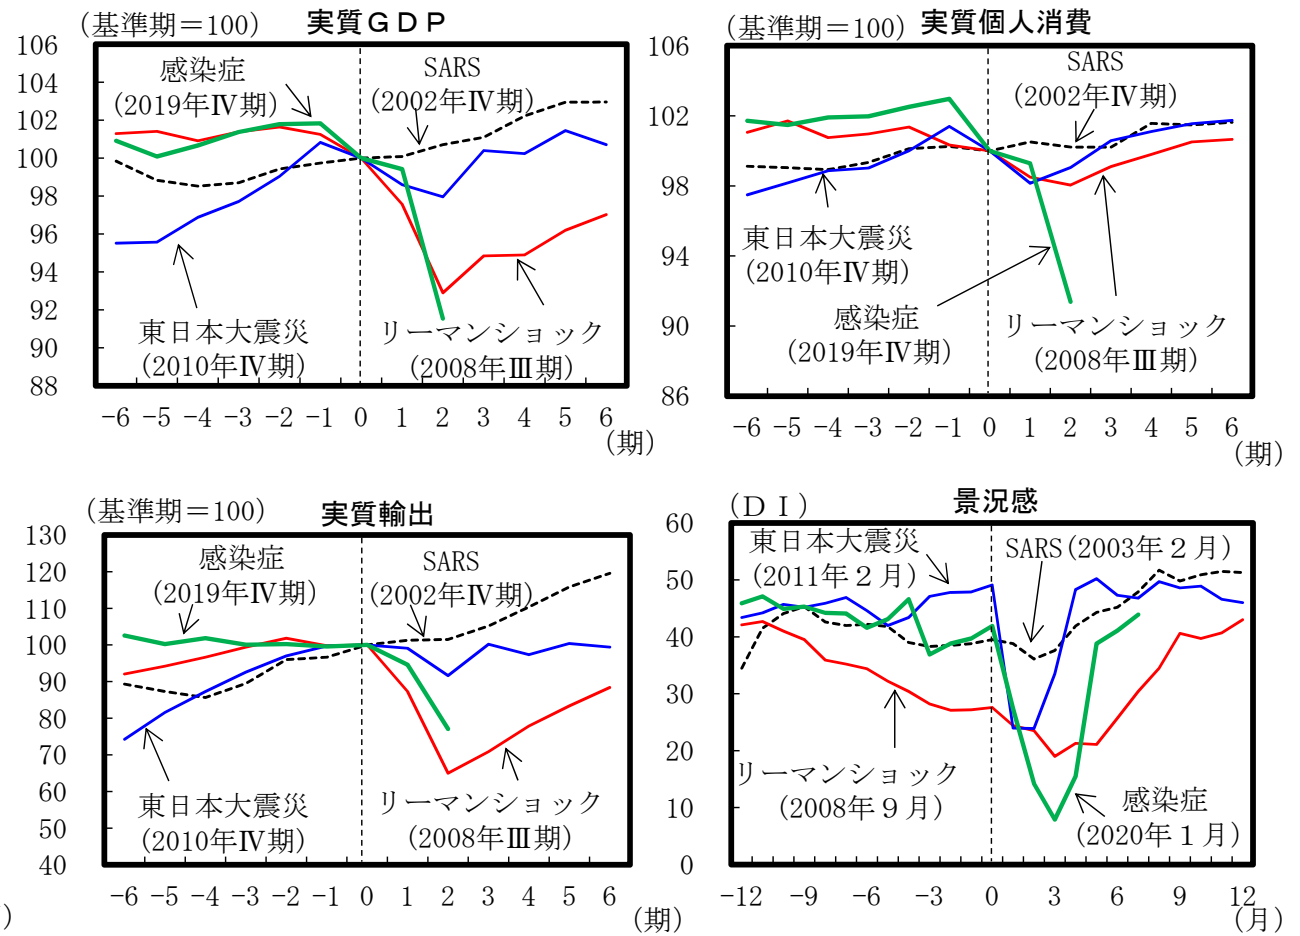 (基準期＝100)
実質ＧＤＰ
106
104
102
100
98
96
94
92
90
88
感染症
(2019年Ⅳ期)
SARS
(2002年Ⅳ期)
東日本大震災
(2010年Ⅳ期)
リーマンショック
(2008年Ⅲ期)
-6 -5 -4 -3 -2 -1 0 1 2 3 4 5 6
(期)
(基準期＝100)
実質個人消費
106
102
98
94
90
86
SARS
(2002年Ⅳ期)
東日本大震災
(2010年Ⅳ期)
感染症
(2019年Ⅳ期)
リーマンショック
(2008年Ⅲ期)
-6 -5 -4 -3 -2 -1 0 1 2 3 4 5 6
(期)
(基準期＝100)
実質輸出
130
120
110
100
90
80
70
60
50
40
感染症
(2019年Ⅳ期)
SARS
(2002年Ⅳ期)
東日本大震災
(2010年Ⅳ期)
リーマンショック
(2008年Ⅲ期)
-6 -5 -4 -3 -2 -1 0 1 2 3 4 5 6
(期)
)
(ＤＩ)
景況感
60
50
40
30
20
10
0
東日本大震災
(2011年２月)
SARS(2003年２月)
リーマンショック
(2008年９月)
感染症
(2020年１月)
-12 -9 -6 -3 0 3 6 9 12
(月)